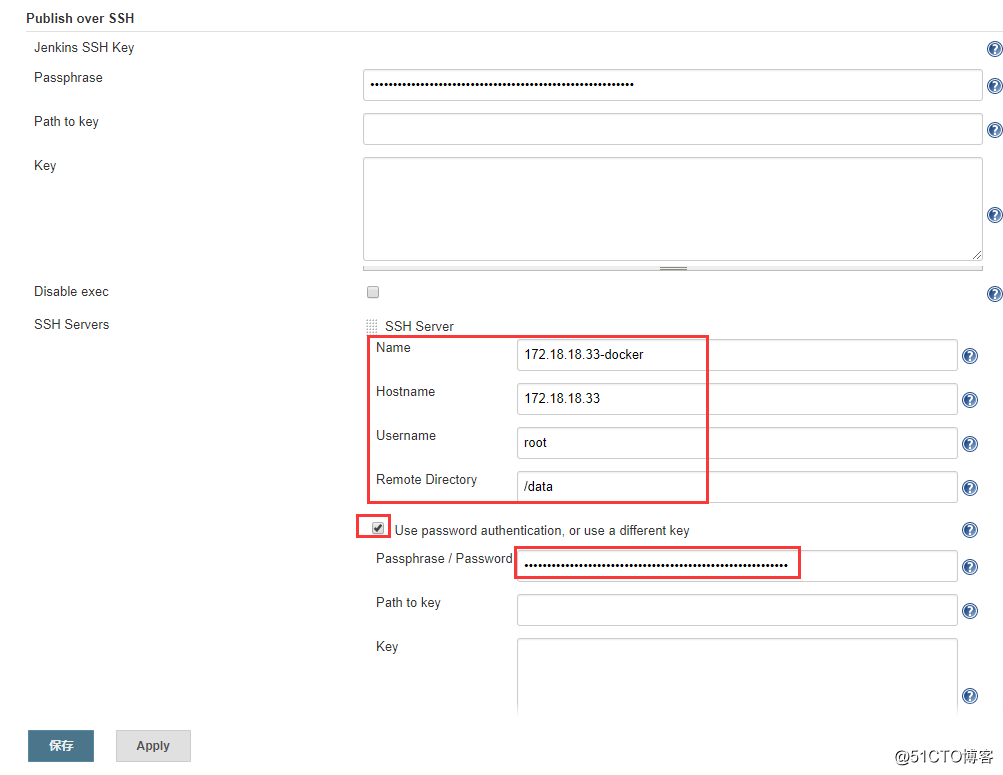 Publish over SSH
Jenkins SSH Key
Passphrase
Path to key
Key
Disable exec
SSH Servers
SSH Server
Name 172.18.18.33-docker
Hostname 172.18.18.33
Username root
Remote Directory /data
Use password authentication, or use a different key
Passphrase / Password
Path to key
Key
保存 Apply
@51CTO博客